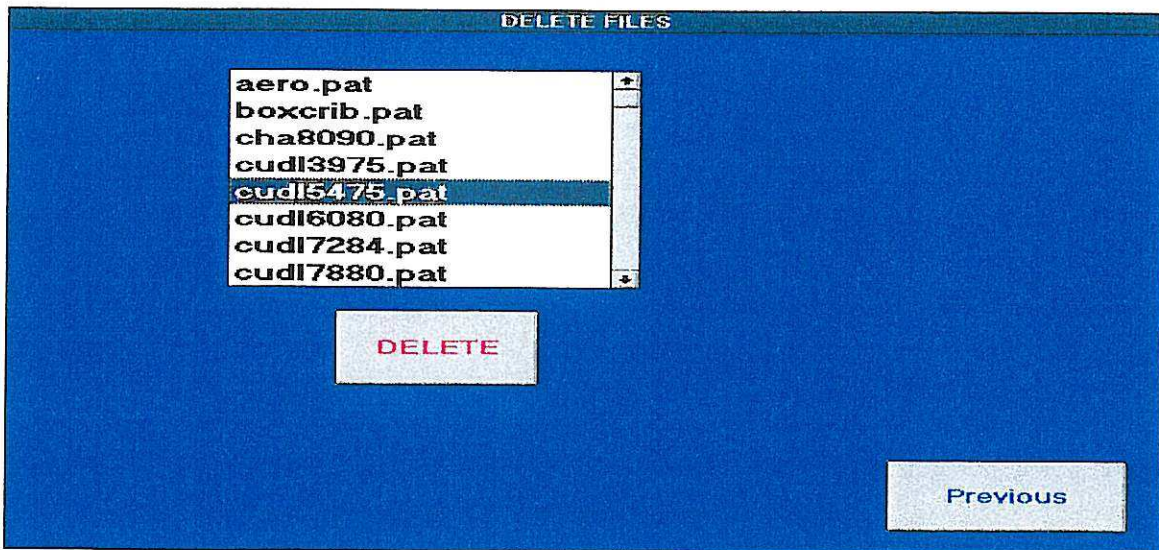 DELETE FILES
aero.pat
boxcrib.pat
cha8090.pat
cudl3975.pat
cudl5475.pat
cudl6080.pat
cudl7284.pat
cudl7880.pat
DELETE
Previous